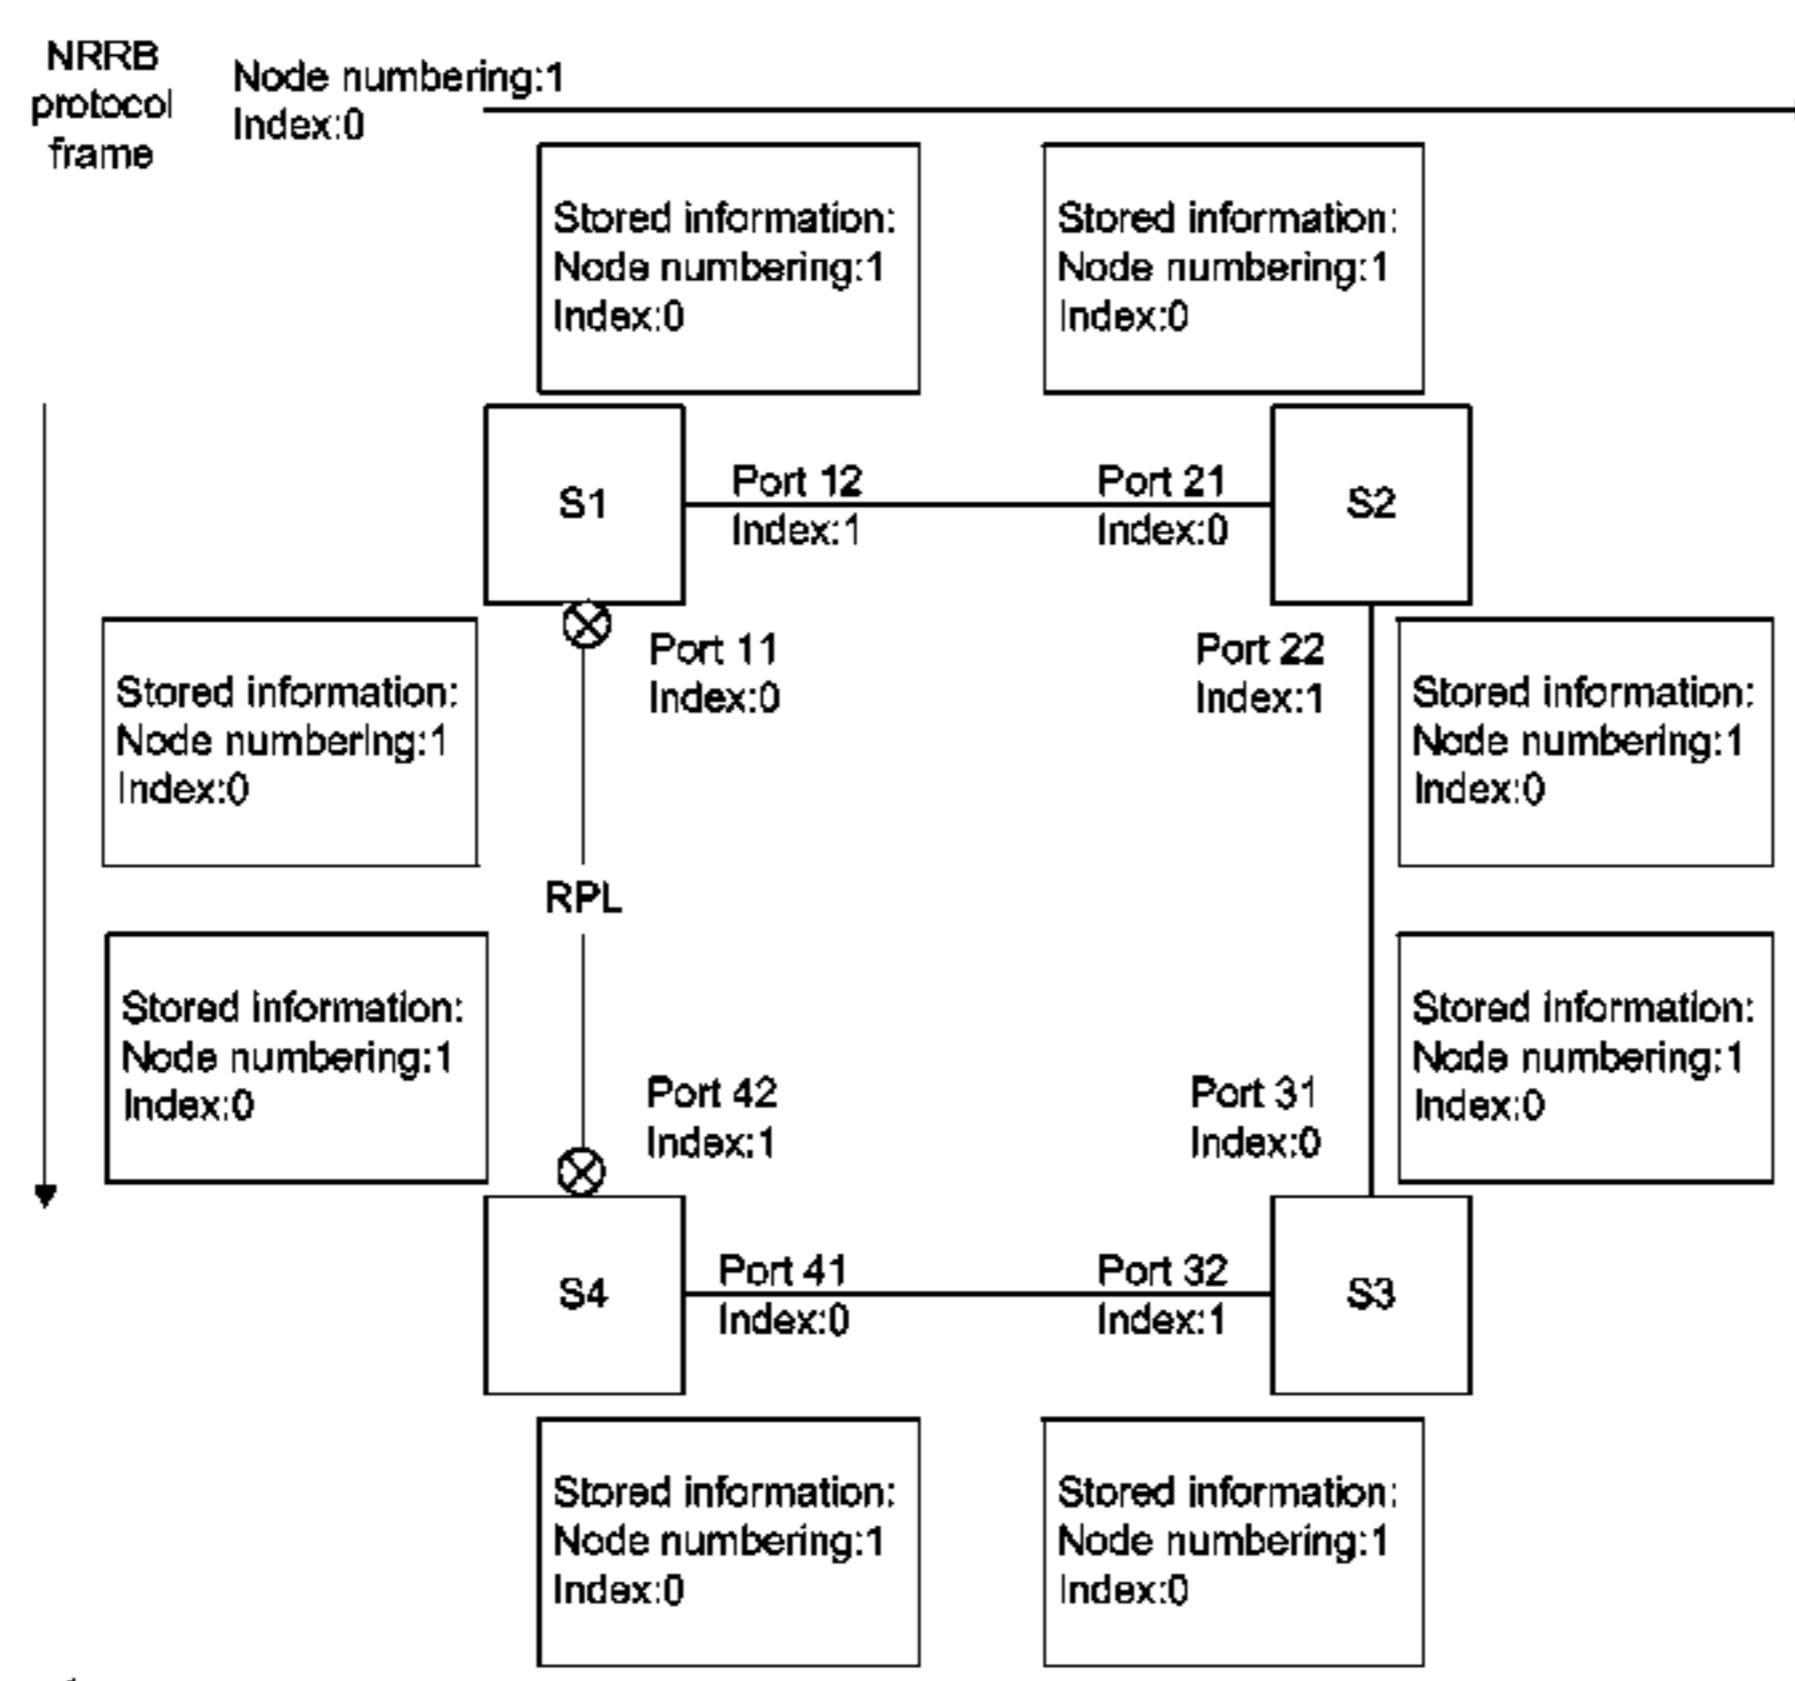 NRRB
protocol
frame
Node numbering:1
Index:0
Stored information:
Node numbering:1
Index:0
Stored information:
Node numbering:1
Index:0
S1
Port 12
Index:1
Port 21
Index:0
S2
Port 11
Index:0
Port 22
Index:1
Stored information:
Node numbering:1
Index:0
Stored information:
Node numbering:1
Index:0
RPL
Stored information:
Node numbering:1
Index:0
Stored information:
Node numbering:1
Index:0
Port 42
Index:1
Port 31
Index:0
S4
Port 41
Index:0
Port 32
Index:1
S3
Stored information:
Node numbering:1
Index:0
Stored information:
Node numbering:1
Index:0